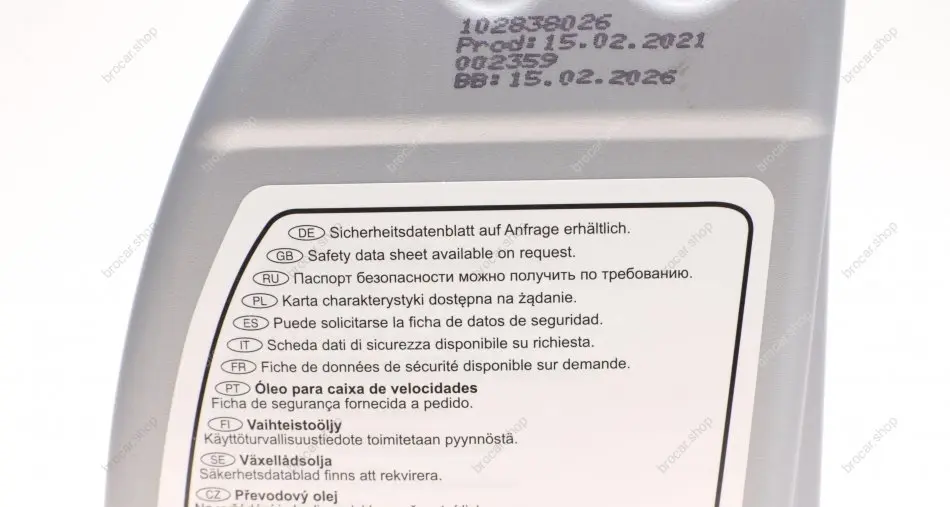 102838026
Prod:15.02.2021
002359
BB:15.02.2026
DE Sicherheitsdatenblatt auf Anfrage erhältlich.
GB Safety data sheet available on request.
RU Паспорт безопасности можно получить по требованию.
PL Karta charakterystyki dostępna na żądanie.
ES Puede solicitarse la ficha de datos de seguridad.
IT Scheda dati di sicurezza disponibile su richiesta.
FR Fiche de données de sécurité disponible sur demande.
PT Óleo para caixa de velocidades
Ficha de segurança fornecida a pedido.
FI Vaihteistoöljy
Käyttöturvallisuustiedote toimitetaan pyynnöstä.
SE Växellådsolja
Säkerhetsdatablad finns att rekvirera.
CZ Převodový olej
brocar.shop